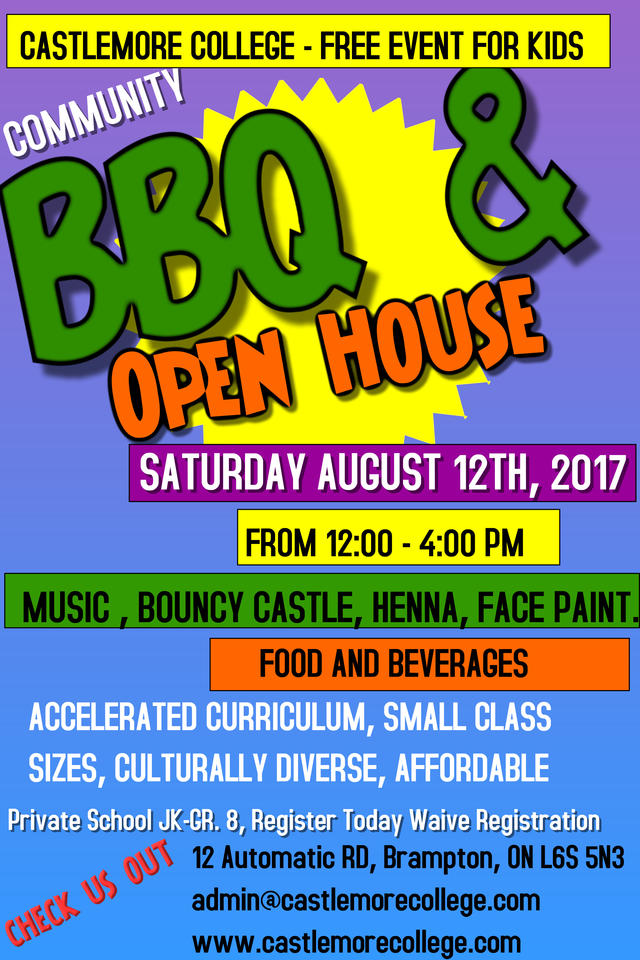 CASTLEMORE COLLEGE - FREE EVENT FOR KIDS
COMMUNITY
BBQ &
OPEN HOUSE
SATURDAY AUGUST 12TH, 2017
FROM 12:00 - 4:00 PM
MUSIC , BOUNCY CASTLE, HENNA, FACE PAINT.
FOOD AND BEVERAGES
ACCELERATED CURRICULUM, SMALL CLASS
SIZES, CULTURALLY DIVERSE, AFFORDABLE
Private School JK-GR. 8, Register Today Waive Registration
CHECK US OUT
12 Automatic RD, Brampton, ON L6S 5N3
admin@castlemorecollege.com
www.castlemorecollege.com